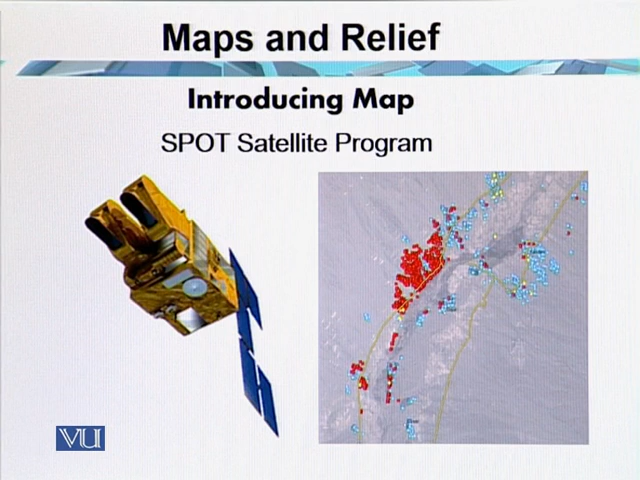 Maps and Relief
Introducing Map
SPOT Satellite Program
VU